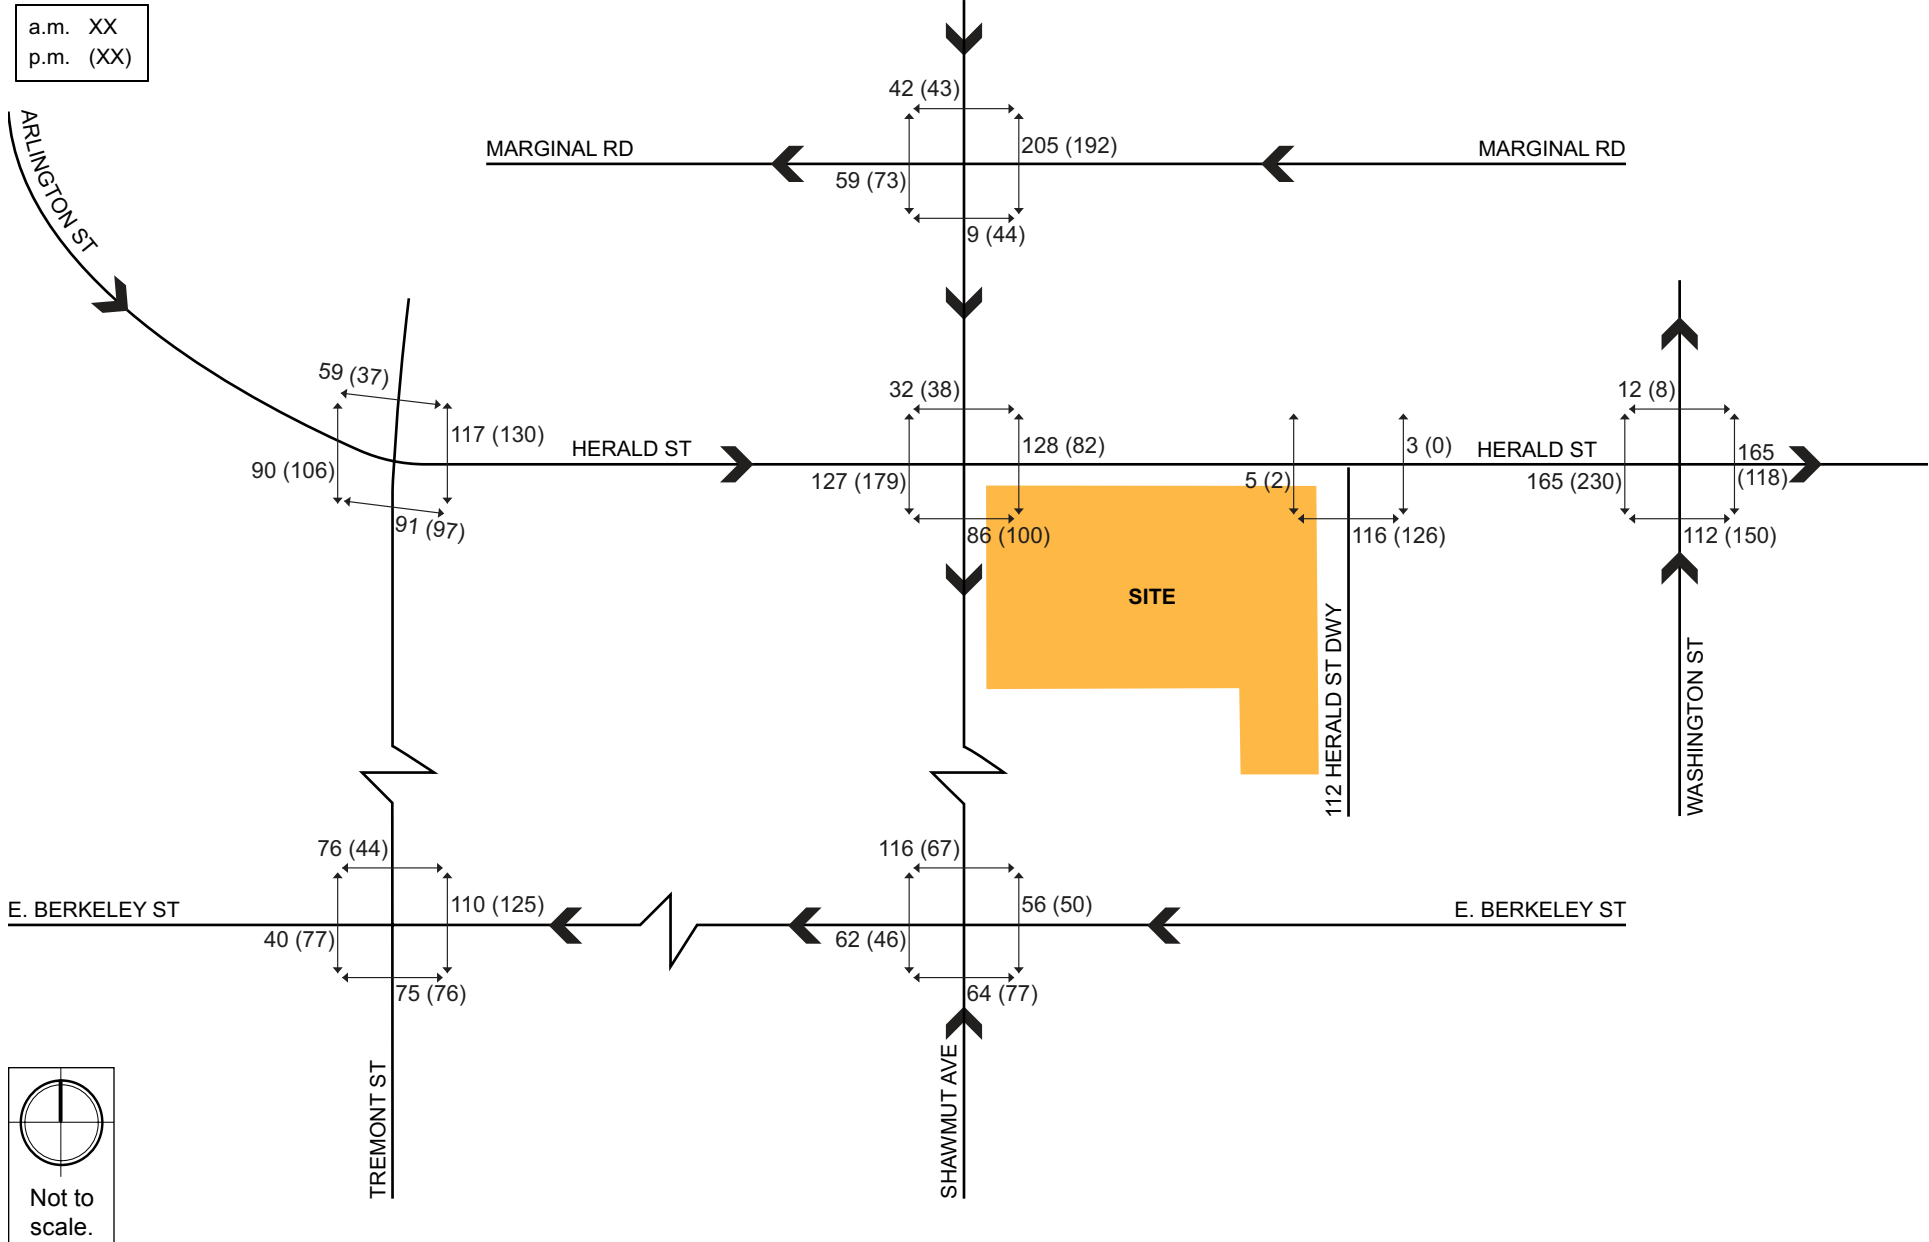 a.m. XX
p.m. (XX)
42 (43)
ARLINGTON ST
MARGINAL RD
205 (192)
MARGINAL RD
59 (73)
9 (44)
59 (37)
32 (38)
12 (8)
117 (130)
HERALD ST
128 (82)
3 (0)
HERALD ST
165
(118)
90 (106)
127 (179)
5 (2)
165 (230)
91 (97)
86 (100)
116 (126)
112 (150)
SITE
112 HERALD ST DWY
WASHINGTON ST
76 (44)
116 (67)
E. BERKELEY ST
110 (125)
56 (50)
E. BERKELEY ST
40 (77)
62 (46)
75 (76)
64 (77)
TREMONT ST
SHAWMUT AVE
Not to
scale.